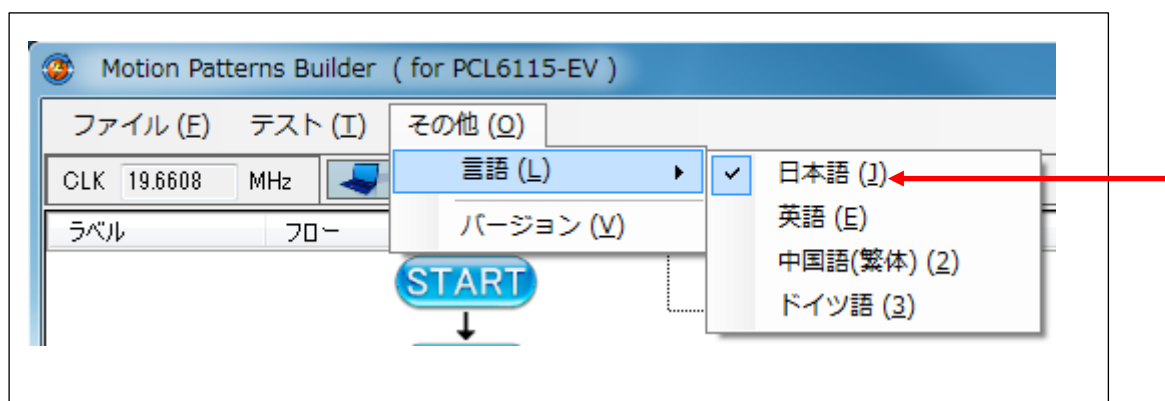 Motion Patterns Builder ( for PCL6115-EV )
ファイル (F) テスト (T) その他 (O)
CLK 19.6608 MHz
言語 (L)
バージョン (V)
日本語 (J)
英語 (E)
中国語(繁体) (2)
ドイツ語 (3)
ラベル フロー
START